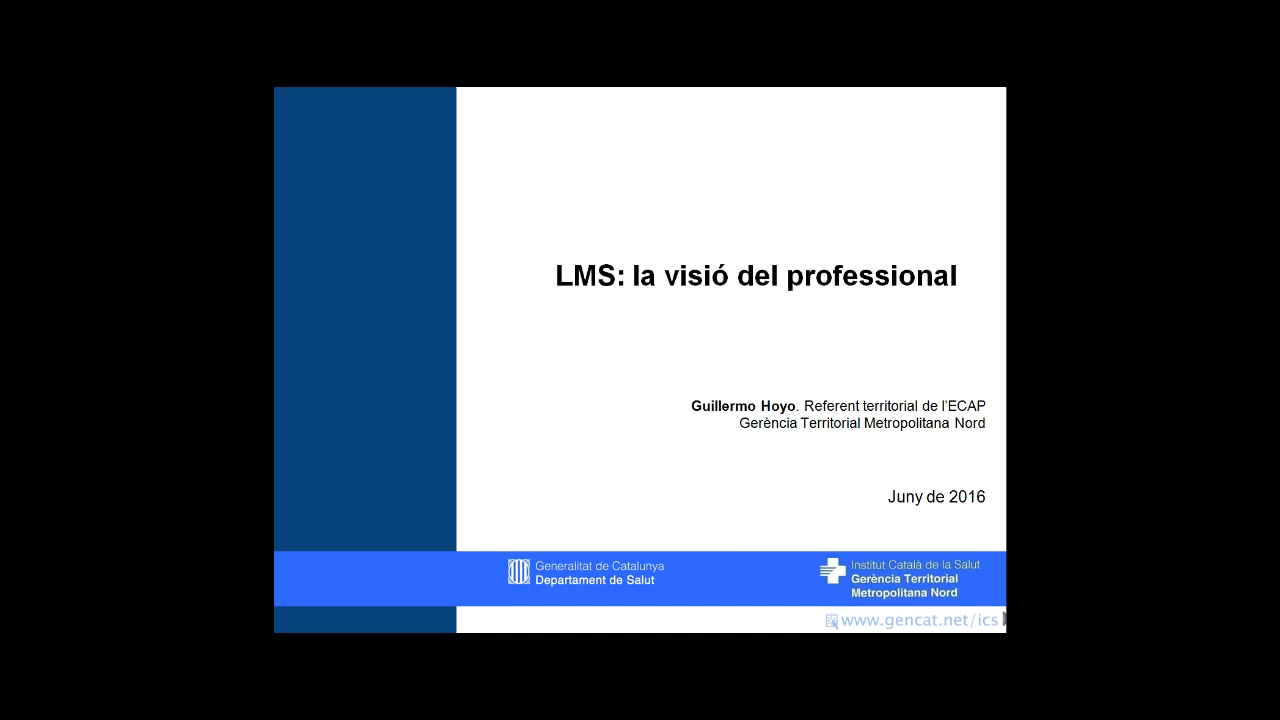 LMS: la visió del professional
Guillermo Hoyo. Referent territorial de l'ECAP
Gerència Territorial Metropolitana Nord
Juny de 2016
Generalitat de Catalunya
Departament de Salut
Institut Català de la Salut
Gerència Territorial
Metropolitana Nord
www.gencat.net/ics